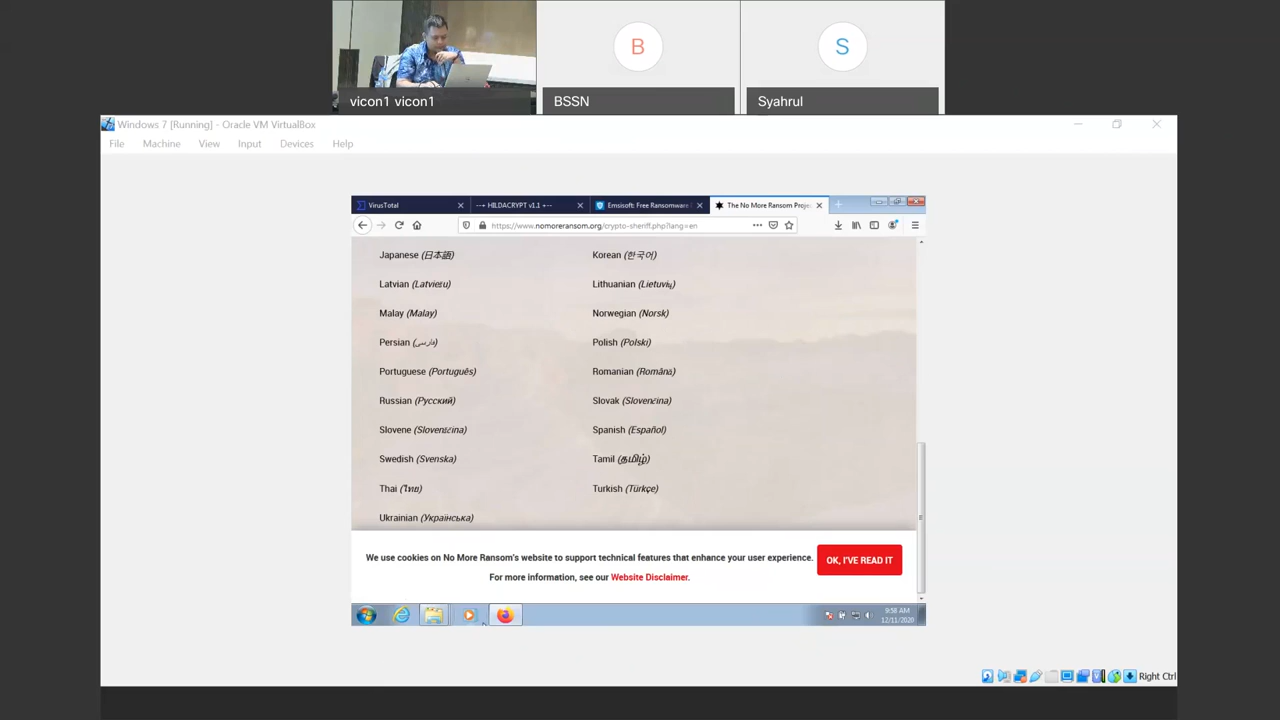 vicon1 vicon1
BSSN
Syahrul
B
S
Windows 7 [Running] - Oracle VM VirtualBox
File Machine View Input Devices Help
VirusTotal
HILDACRYPT v1.1
Emsisoft: Free Ransomware
The No More Ransom Proje
https://www.nomoreransom.org/crypto-sheriff.php?lang=en
Japanese (日本語)
Korean (한국어)
Latvian (Latviešu)
Lithuanian (Lietuvių)
Malay (Malay)
Norwegian (Norsk)
Persian (فارسی)
Polish (Polski)
Portuguese (Português)
Romanian (Română)
Russian (Русский)
Slovak (Slovenčina)
Slovene (Slovenščina)
Spanish (Español)
Swedish (Svenska)
Tamil (தமிழ்)
Thai (ไทย)
Turkish (Türkçe)
Ukrainian (Українська)
We use cookies on No More Ransom's website to support technical features that enhance your user experience.
For more information, see our Website Disclaimer.
OK, I'VE READ IT
9:58 AM
12/11/2020
Right Ctrl